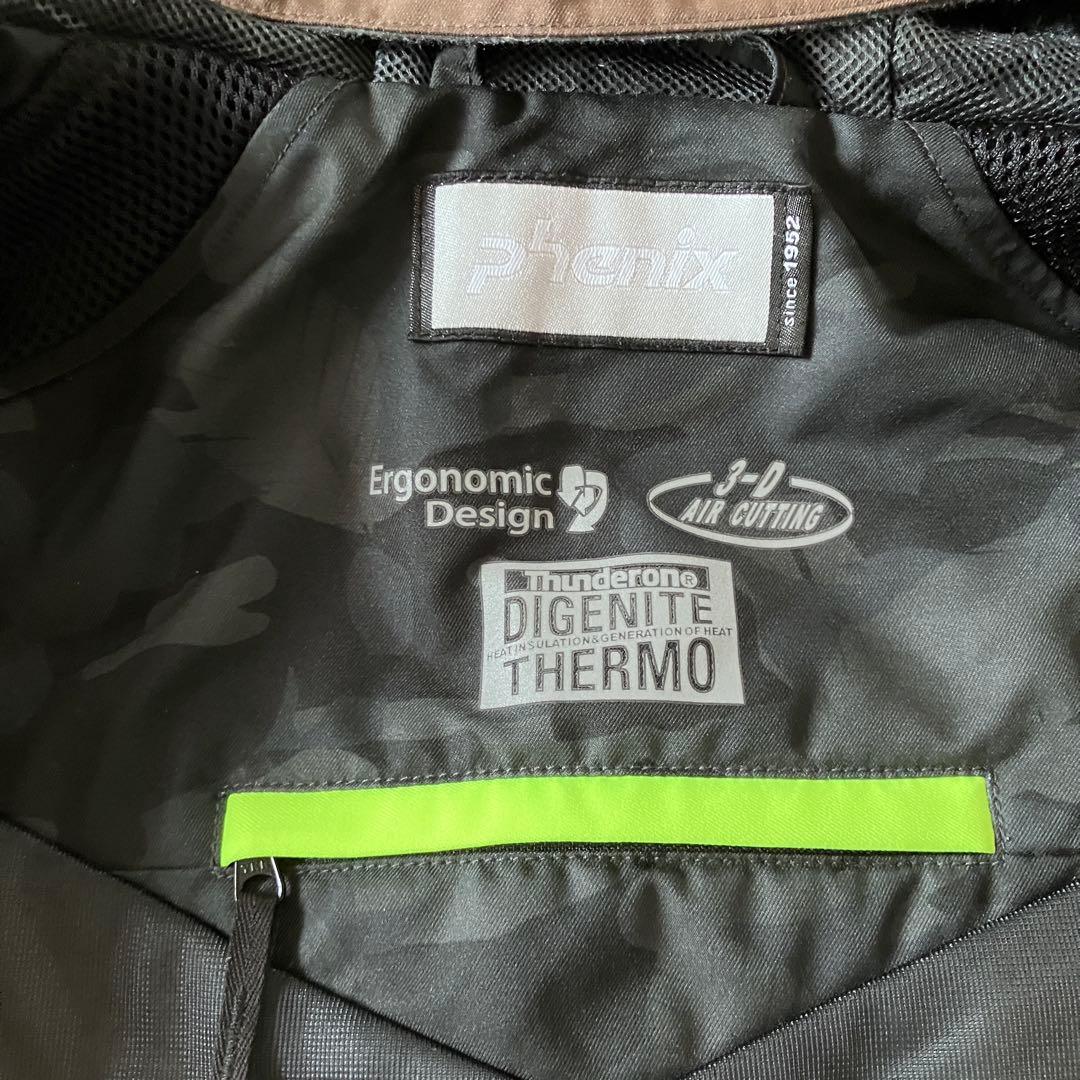 phenix
since 1952
Ergonomic
Design
3-D
AIR CUTTING
Thunderon®
DIGENITE
HEAT INSULATION&GENERATION OF HEAT
THERMO